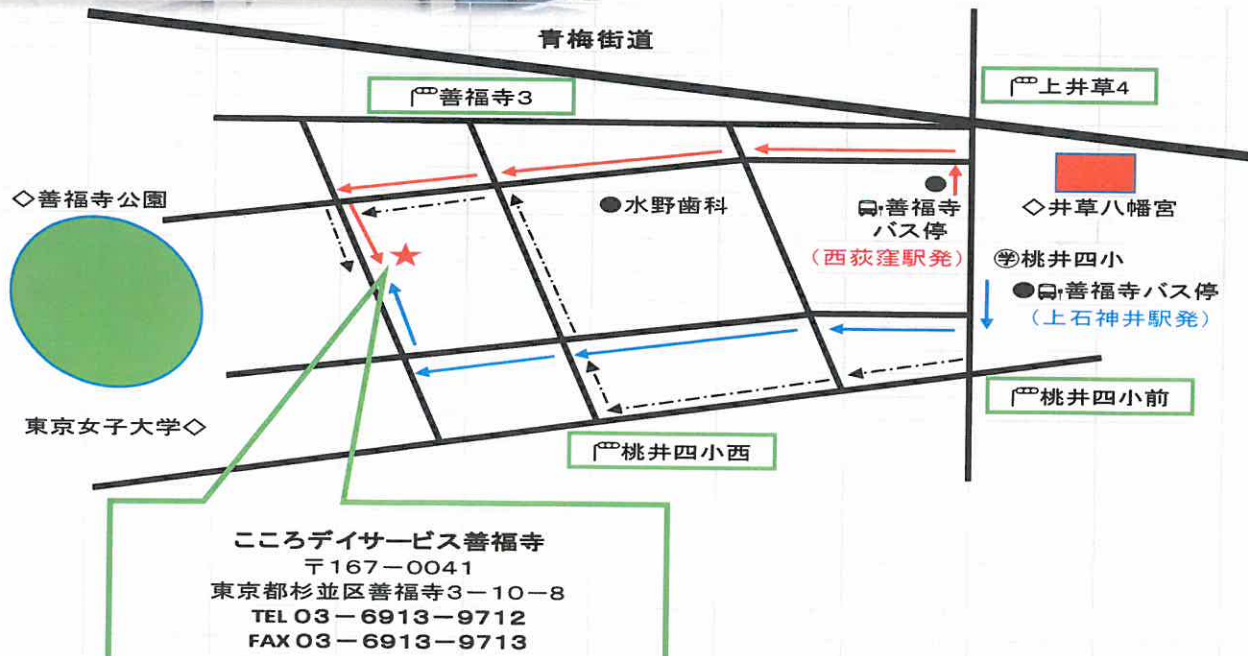 青梅街道
善福寺3
上井草4
◇善福寺公園
●水野歯科
善福寺
バス停
(西荻窪駅発)
◇井草八幡宮
学桃井四小
●善福寺バス停
(上石神井駅発)
東京女子大学◇
桃井四小前
桃井四小西
こころデイサービス善福寺
〒167-0041
東京都杉並区善福寺3-10-8
TEL 03-6913-9712
FAX 03-6913-9713